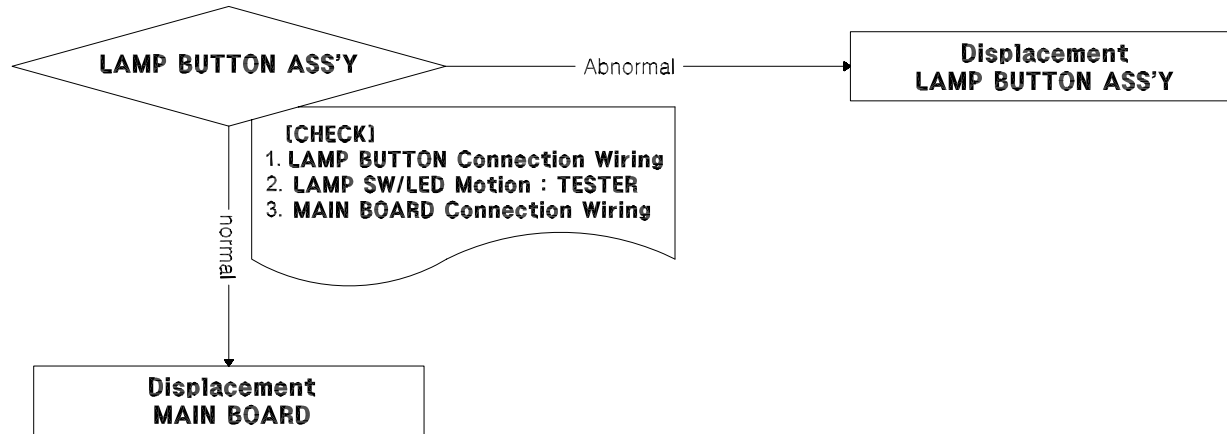 LAMP BUTTON ASS'Y
Abnormal
Displacement
LAMP BUTTON ASS'Y
[CHECK]
1. LAMP BUTTON Connection Wiring
2. LAMP SW/LED Motion : TESTER
3. MAIN BOARD Connection Wiring
normal
Displacement
MAIN BOARD